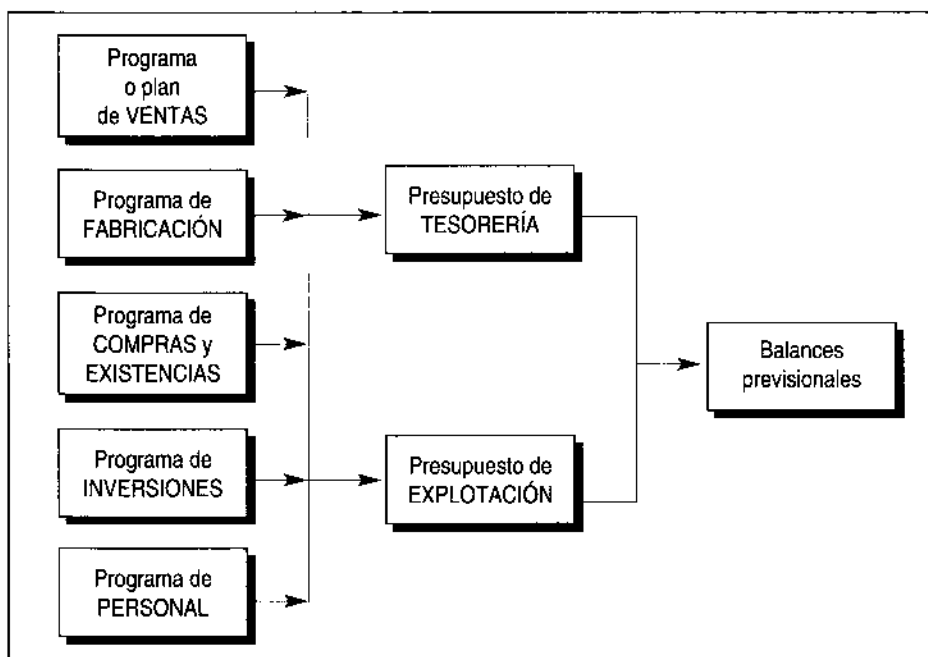 Programa
o plan
de VENTAS
Programa de
FABRICACIÓN
Programa de
COMPRAS y
EXISTENCIAS
Programa de
INVERSIONES
Programa de
PERSONAL
Presupuesto de
TESORERÍA
Presupuesto de
EXPLOTACIÓN
Balances
previsionales